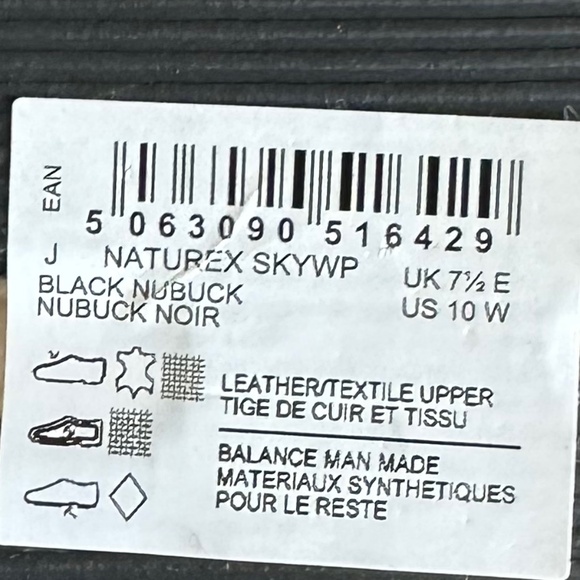 EAN
5 063090 516429
J NATUREX SKYWP
UK 7½ E
BLACK NUBUCK
US 10 W
NUBUCK NOIR
LEATHER/TEXTILE UPPER
TIGE DE CUIR ET TISSU
BALANCE MAN MADE
MATERIAUX SYNTHETIQUES
POUR LE RESTE